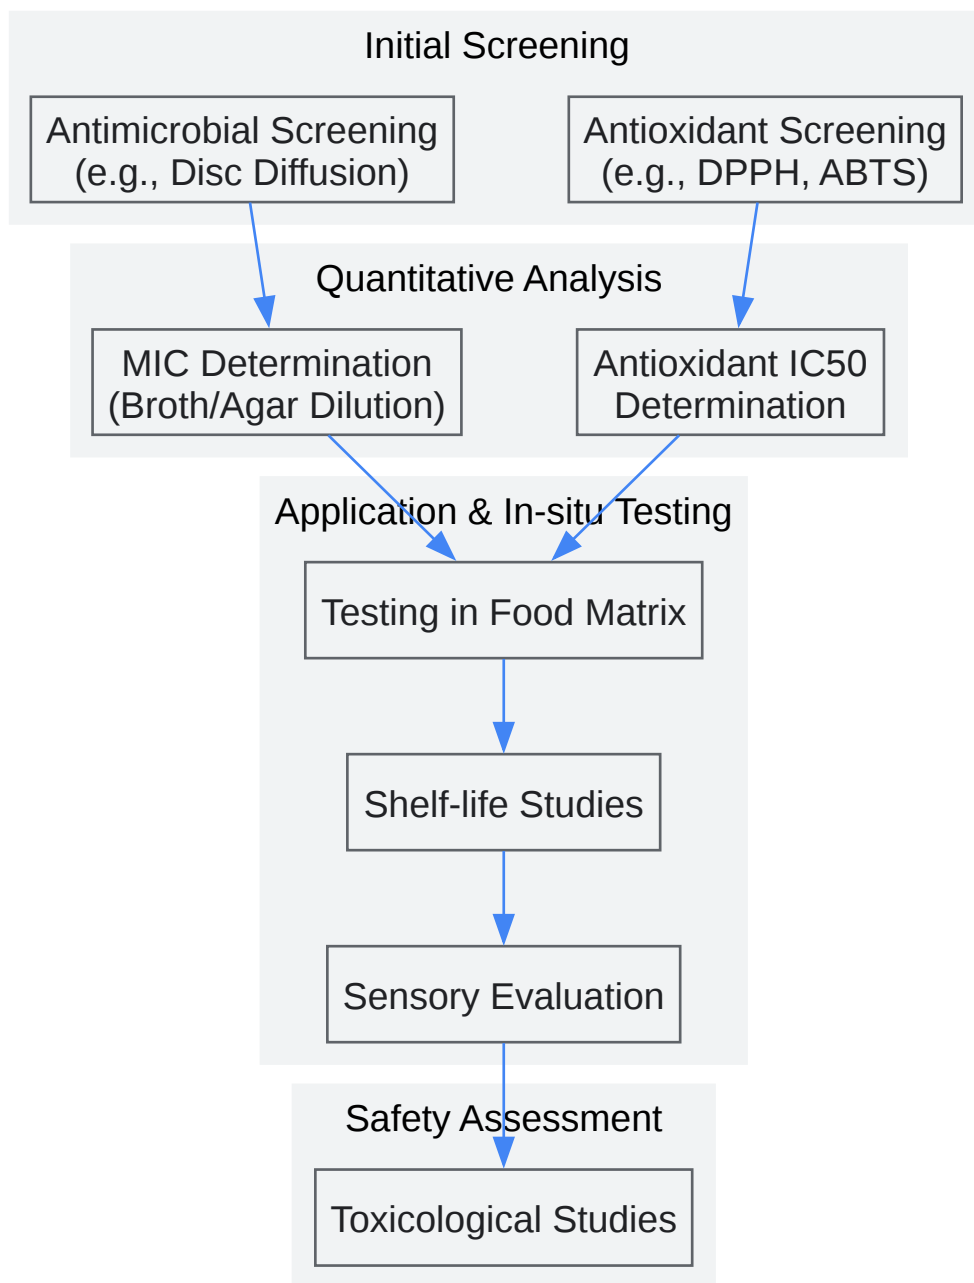 Initial Screening
Antimicrobial Screening
(e.g., Disc Diffusion)
Antioxidant Screening
(e.g., DPPH, ABTS)
Quantitative Analysis
MIC Determination
(Broth/Agar Dilution)
Antioxidant IC50
Determination
Application & In-situ Testing
Testing in Food Matrix
Shelf-life Studies
Sensory Evaluation
Safety Assessment
Toxicological Studies